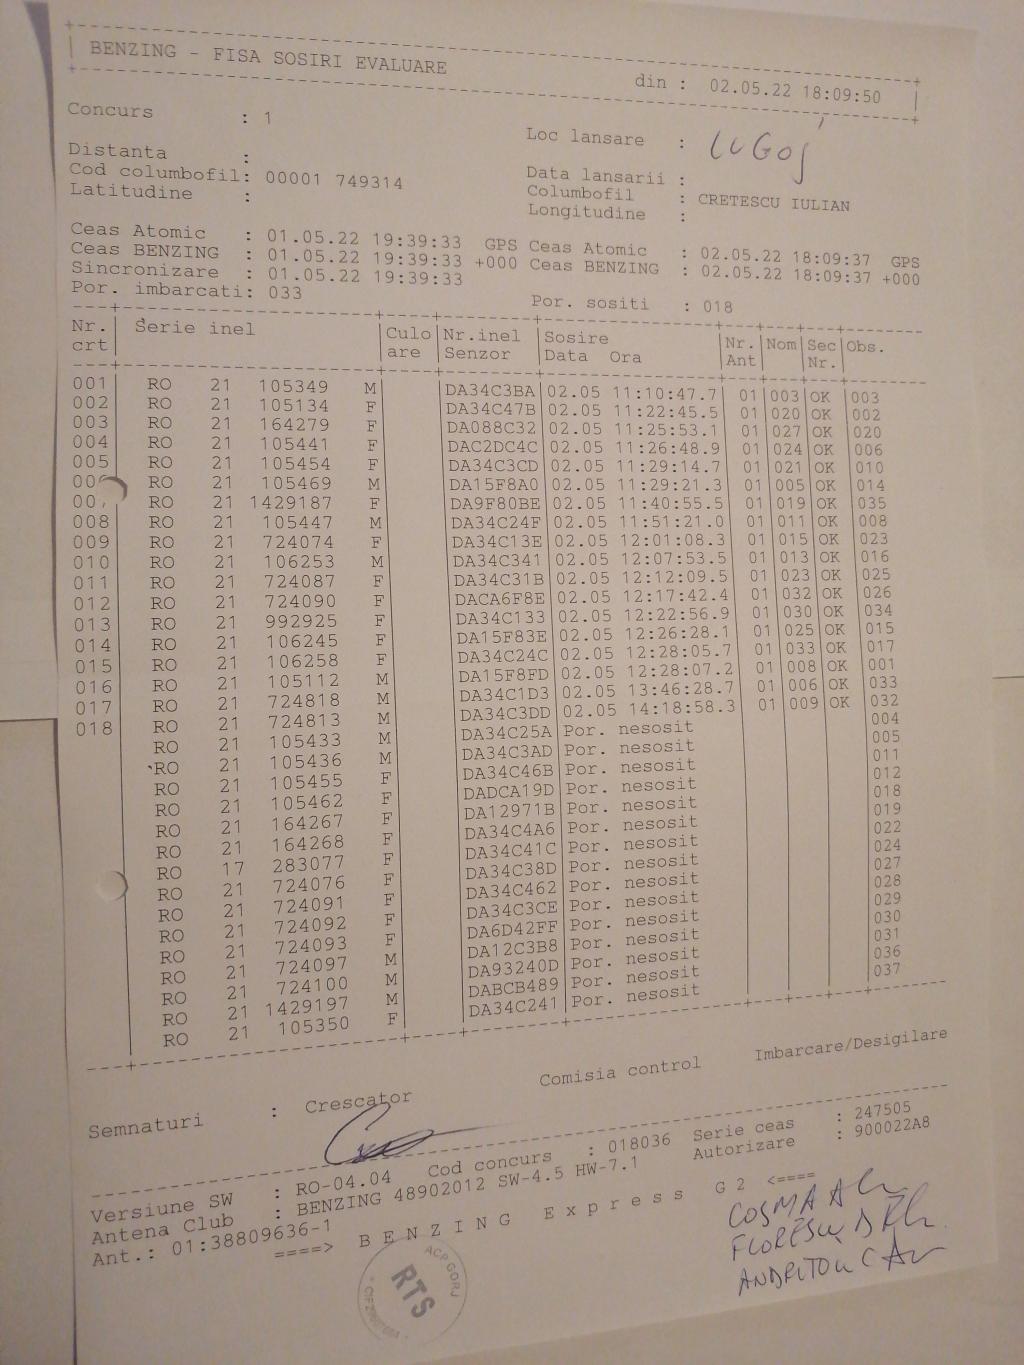 BENZING - FISA SOSIRI EVALUARE din : 02.05.22 18:09:50
Concurs : 1 Loc lansare : LUGOJ
Distanta : Data lansarii :
Cod columbofil: 00001 749314 Columbofil : CRETESCU IULIAN
Latitudine : Longitudine :
Ceas Atomic : 01.05.22 19:39:33 GPS Ceas Atomic : 02.05.22 18:09:37 GPS
Ceas BENZING : 01.05.22 19:39:33 +000 Ceas BENZING : 02.05.22 18:09:37 +000
Sincronizare : 01.05.22 19:39:33
Por. imbarcati: 033 Por. sositi : 018
Nr. Serie inel Culo Nr.inel Sosire Nr. Nom Sec Obs.
crt are Senzor Data Ora Ant Nr.
001 RO 21 105349 M DA34C3BA 02.05 11:10:47.7 01 003 OK 003
002 RO 21 105134 F DA34C47B 02.05 11:22:45.5 01 020 OK 002
003 RO 21 164279 F DA088C32 02.05 11:25:53.1 01 027 OK 020
004 RO 21 105441 F DAC2DC4C 02.05 11:26:48.9 01 024 OK 006
005 RO 21 105454 F DA34C3CD 02.05 11:29:14.7 01 021 OK 010
RO 21 105469 M DA15F8A0 02.05 11:29:21.3 01 005 OK 014
RO 21 1429187 F DA9F80BE 02.05 11:40:55.5 01 019 OK 035
008 RO 21 105447 M DA34C24F 02.05 11:51:21.0 01 011 OK 008
009 RO 21 724074 F DA34C13E 02.05 12:01:08.3 01 015 OK 023
010 RO 21 106253 M DA34C341 02.05 12:07:53.5 01 013 OK 016
011 RO 21 724087 F DA34C31B 02.05 12:12:09.5 01 023 OK 025
012 RO 21 724090 F DACA6F8E 02.05 12:17:42.4 01 032 OK 026
013 RO 21 992925 F DA34C133 02.05 12:22:56.9 01 030 OK 034
014 RO 21 106245 F DA15F83E 02.05 12:26:28.1 01 025 OK 015
015 RO 21 106258 F DA34C24C 02.05 12:28:05.7 01 033 OK 017
016 RO 21 105112 M DA15F8FD 02.05 12:28:07.2 01 008 OK 001
017 RO 21 724818 M DA34C1D3 02.05 13:46:28.7 01 006 OK 033
018 RO 21 724813 M DA34C3DD 02.05 14:18:58.3 01 009 OK 032
RO 21 105433 M DA34C25A Por. nesosit 004
RO 21 105436 M DA34C3AD Por. nesosit 005
RO 21 105455 F DA34C46B Por. nesosit 011
RO 21 105462 F DADCA19D Por. nesosit 012
RO 21 164267 F DA12971B Por. nesosit 018
RO 21 164268 F DA34C4A6 Por. nesosit 019
RO 17 283077 F DA34C41C Por. nesosit 022
RO 21 724076 F DA34C38D Por. nesosit 024
RO 21 724091 F DA34C462 Por. nesosit 027
RO 21 724092 F DA34C3CE Por. nesosit 028
RO 21 724093 F DA6D42FF Por. nesosit 029
RO 21 724097 M DA12C3B8 Por. nesosit 030
RO 21 724100 M DA93240D Por. nesosit 031
RO 21 1429197 M DABCB489 Por. nesosit 036
RO 21 105350 F DA34C241 Por. nesosit 037
Semnaturi : Crescator Comisia control Imbarcare/Desigilare
Versiune SW : RO-04.04 Cod concurs : 018036 Serie ceas : 247505
Antena Club : BENZING 48902012 SW-4.5 HW-7.1 Autorizare : 900022A8
Ant.: 01:38809636-1
====> BENZING Express G2 <====
COSMA A
FLORESCU D
ACP GORJ
RTS